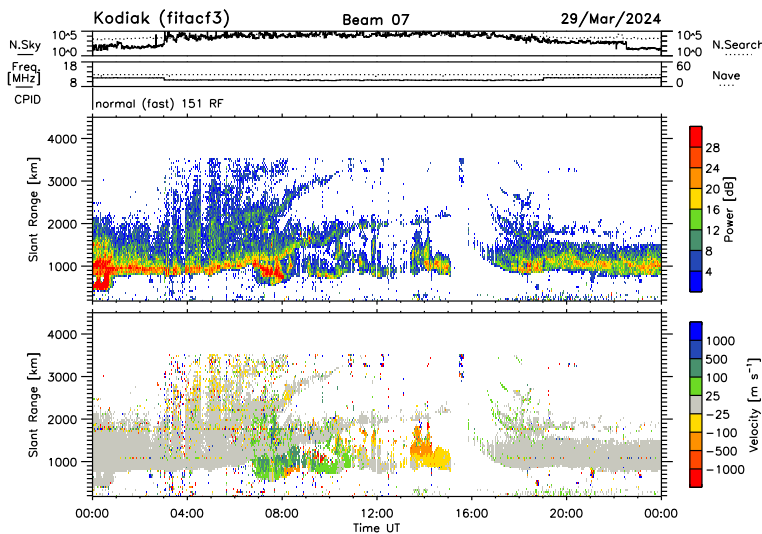 Kodiak (fitacf3) Beam 07 29/Mar/2024
N.Sky 10^5 10^0 10^5 10^0 N.Search
Freq. [MHz] 18 8 60 0 Nave
CPID normal (fast) 151 RF
Slant Range [km] 4000 3000 2000 1000
28 24 20 16 12 8 4 Power [dB]
Slant Range [km] 4000 3000 2000 1000
1000 500 100 25 −25 −100 −500 −1000 Velocity [m s⁻¹]
00:00 04:00 08:00 12:00 16:00 20:00 00:00
Time UT